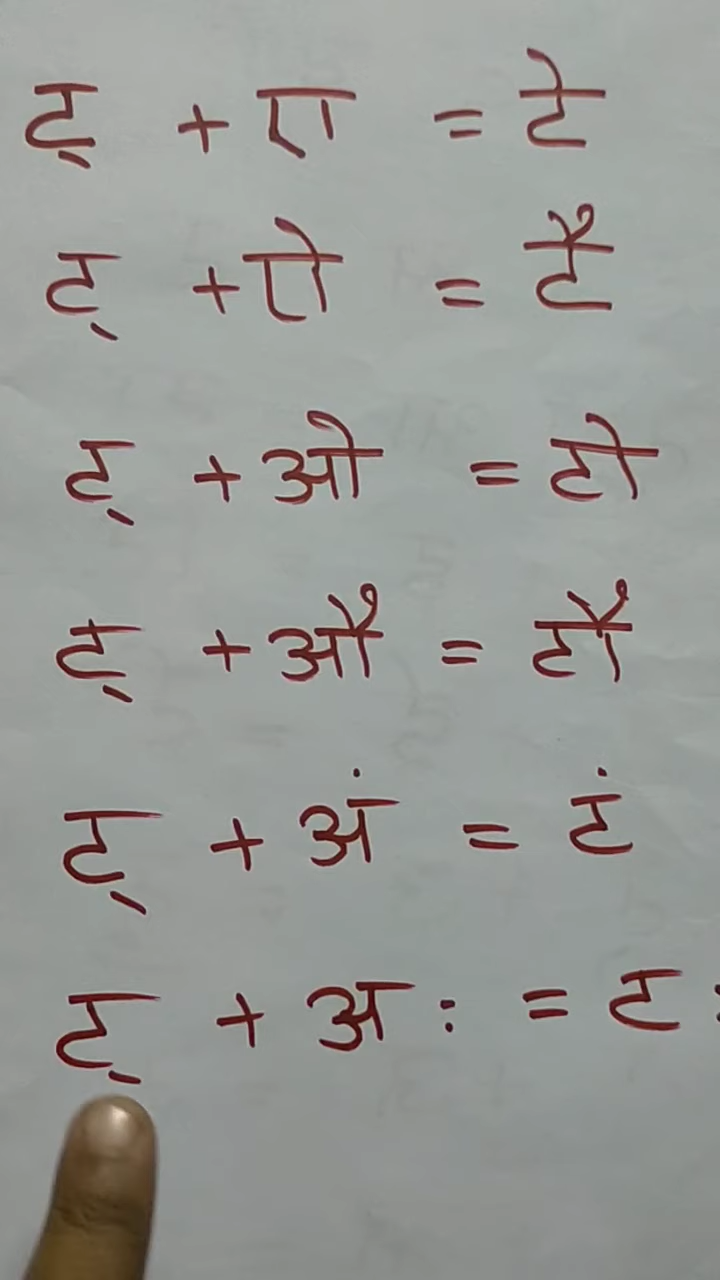 ट् + ए = टे
ट् + ऐ = टै
ट् + ओ = टो
ट् + औ = टौ
ट् + अं = टं
ट् + अः = टः